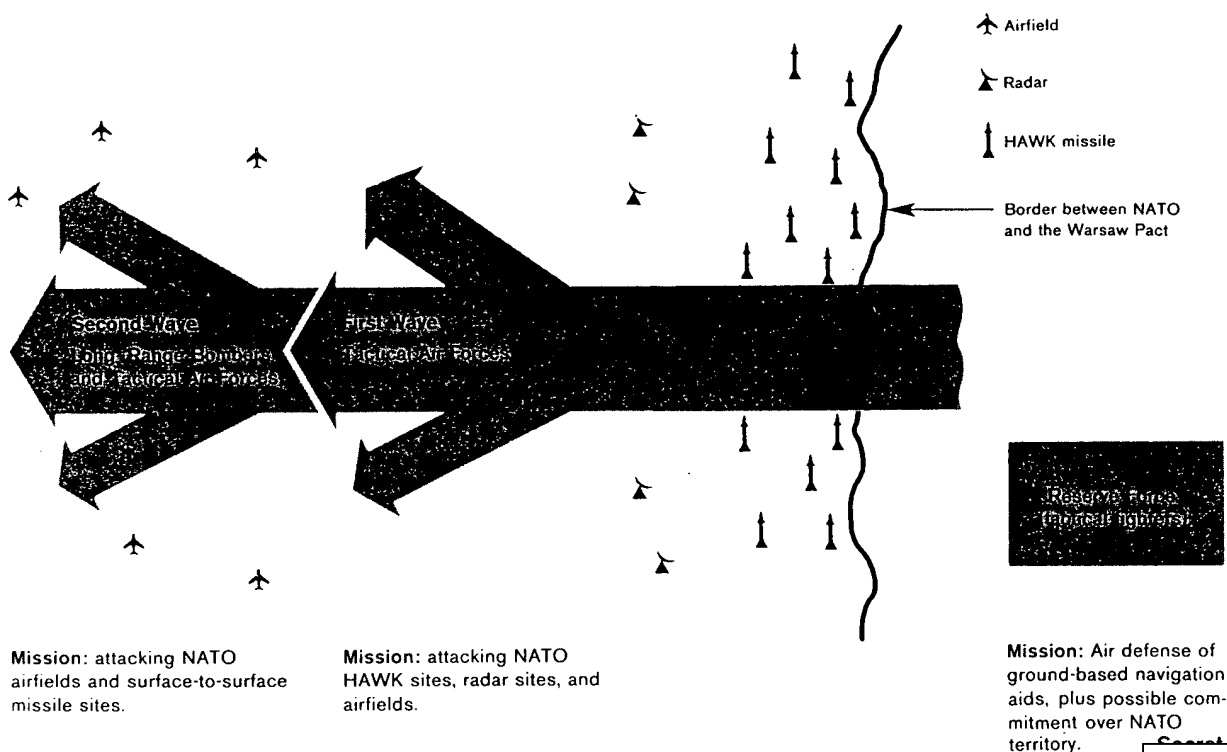 Airfield
Radar
HAWK missile
Border between NATO
and the Warsaw Pact
Second Wave
Long-Range Bombers
and Tactical Air Forces
First Wave
Tactical Air Forces
Reserve Force
(tactical fighters)
Mission: attacking NATO
airfields and surface-to-surface
missile sites.
Mission: attacking NATO
HAWK sites, radar sites, and
airfields.
Mission: Air defense of
ground-based navigation
aids, plus possible com-
mitment over NATO
territory.
Secret